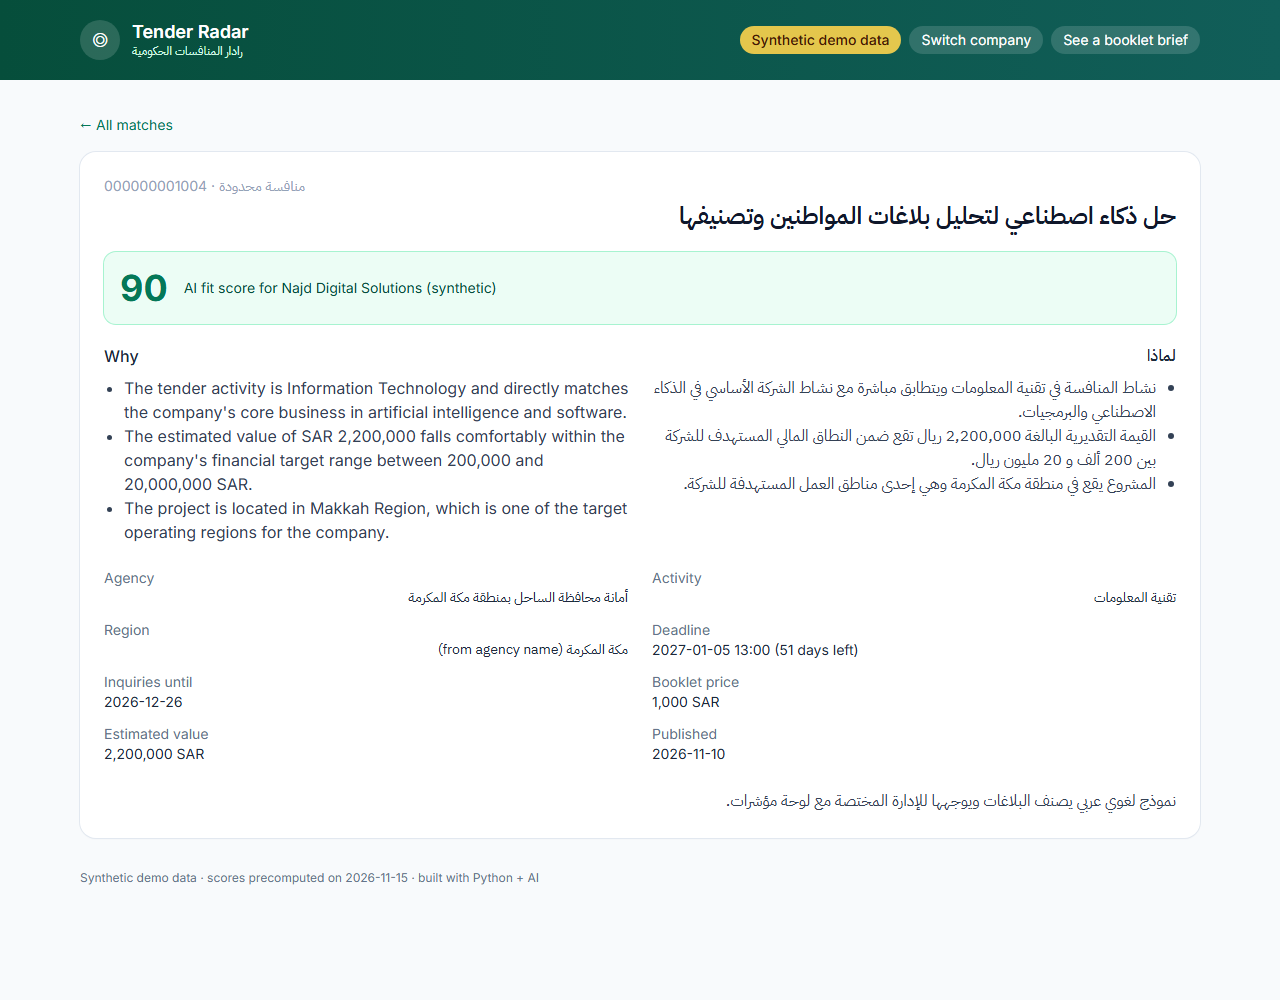 Tender Radar
رادار المنافسات الحكومية
Synthetic demo data
Switch company
See a booklet brief
← All matches
000000001004 · منافسة محدودة
حل ذكاء اصطناعي لتحليل بلاغات المواطنين وتصنيفها
90 AI fit score for Najd Digital Solutions (synthetic)
Why
• The tender activity is Information Technology and directly matches
the company's core business in artificial intelligence and software.
• The estimated value of SAR 2,200,000 falls comfortably within the
company's financial target range between 200,000 and
20,000,000 SAR.
• The project is located in Makkah Region, which is one of the target
operating regions for the company.
لماذا
• نشاط المنافسة في تقنية المعلومات ويتطابق مباشرة مع نشاط الشركة الأساسي في الذكاء
الاصطناعي والبرمجيات.
• القيمة التقديرية البالغة 2,200,000 ريال تقع ضمن النطاق المالي المستهدف للشركة
بين 200 ألف و 20 مليون ريال.
• المشروع يقع في منطقة مكة المكرمة وهي إحدى مناطق العمل المستهدفة للشركة.
Agency
أمانة محافظة الساحل بمنطقة مكة المكرمة
Activity
تقنية المعلومات
Region
مكة المكرمة (from agency name)
Deadline
2027-01-05 13:00 (51 days left)
Inquiries until
2026-12-26
Booklet price
1,000 SAR
Estimated value
2,200,000 SAR
Published
2026-11-10
نموذج لغوي عربي يصنف البلاغات ويوجهها للإدارة المختصة مع لوحة مؤشرات.
Synthetic demo data · scores precomputed on 2026-11-15 · built with Python + AI